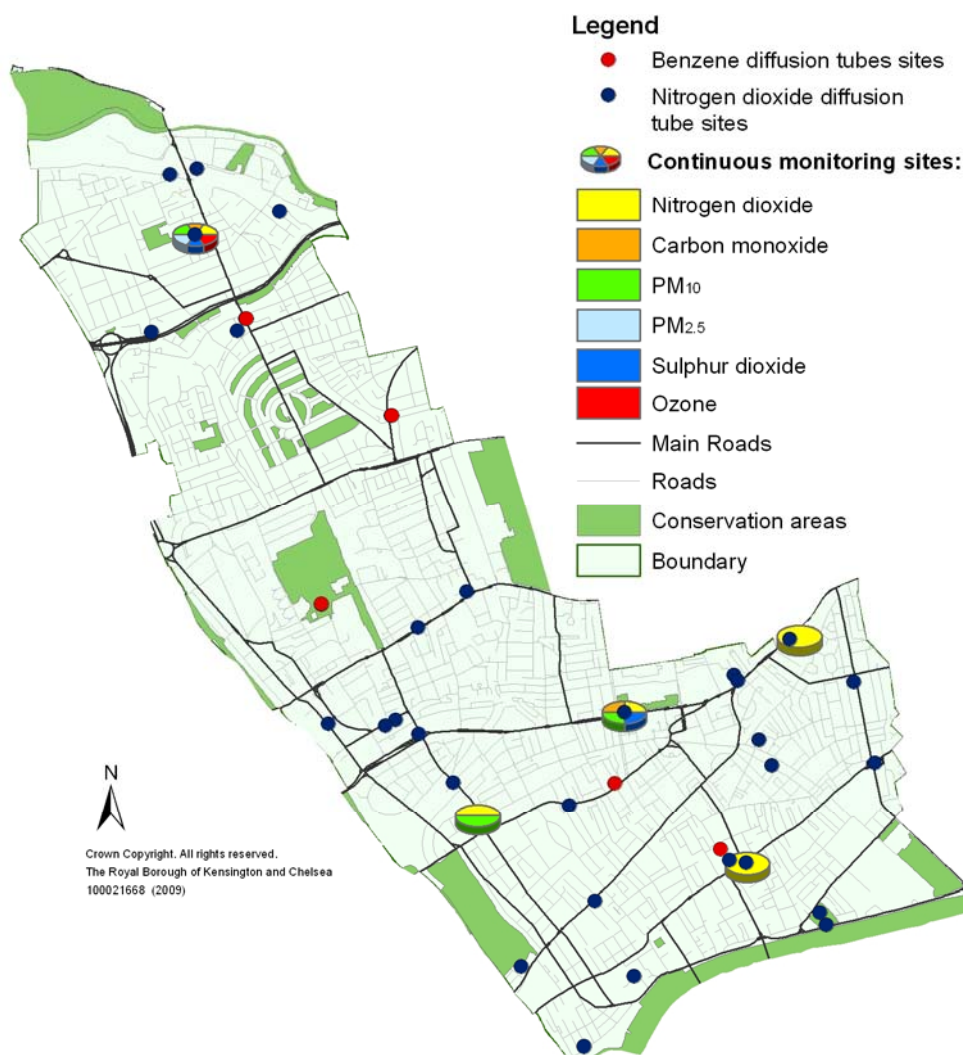 Legend
Benzene diffusion tubes sites
Nitrogen dioxide diffusion
tube sites
Continuous monitoring sites:
Nitrogen dioxide
Carbon monoxide
PM10
PM2.5
Sulphur dioxide
Ozone
Main Roads
Roads
Conservation areas
Boundary
N
Crown Copyright. All rights reserved.
The Royal Borough of Kensington and Chelsea
100021668 (2009)